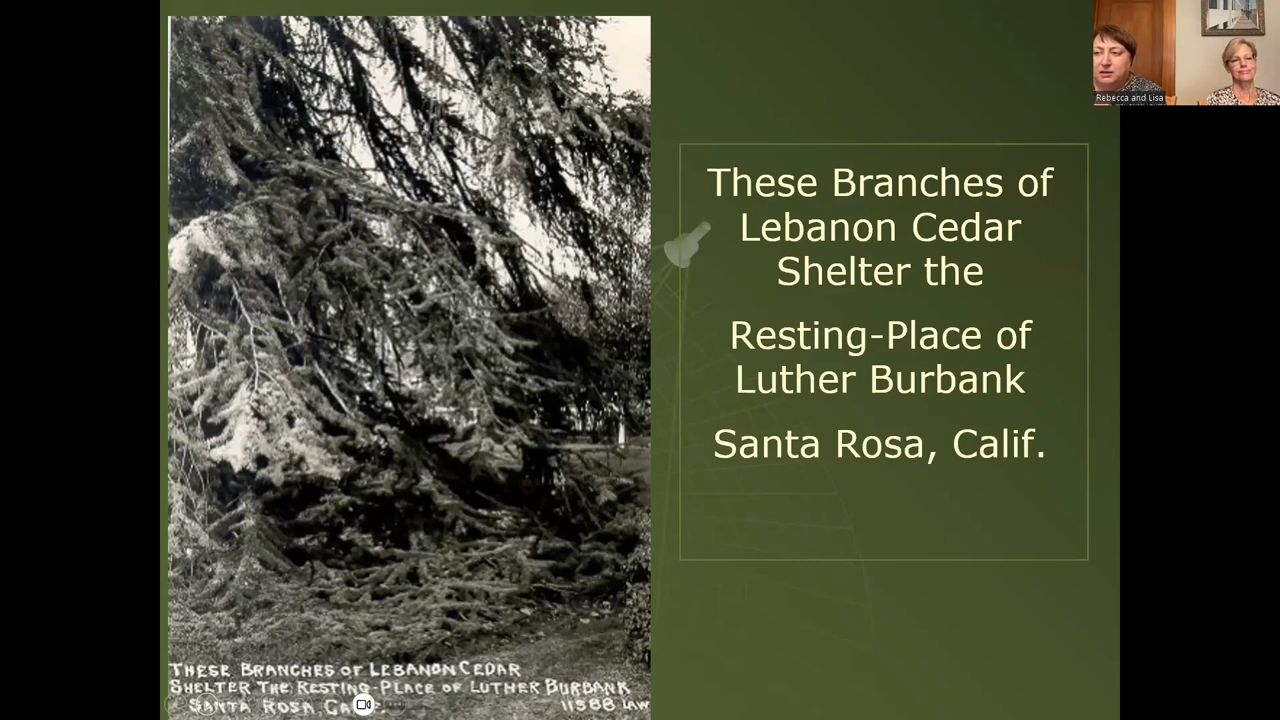 These Branches of
Lebanon Cedar
Shelter the
Resting-Place of
Luther Burbank
Santa Rosa, Calif.
THESE BRANCHES OF LEBANON CEDAR
SHELTER THE RESTING-PLACE OF LUTHER BURBANK
SANTA ROSA,
11588 LAW
Rebecca and Lisa